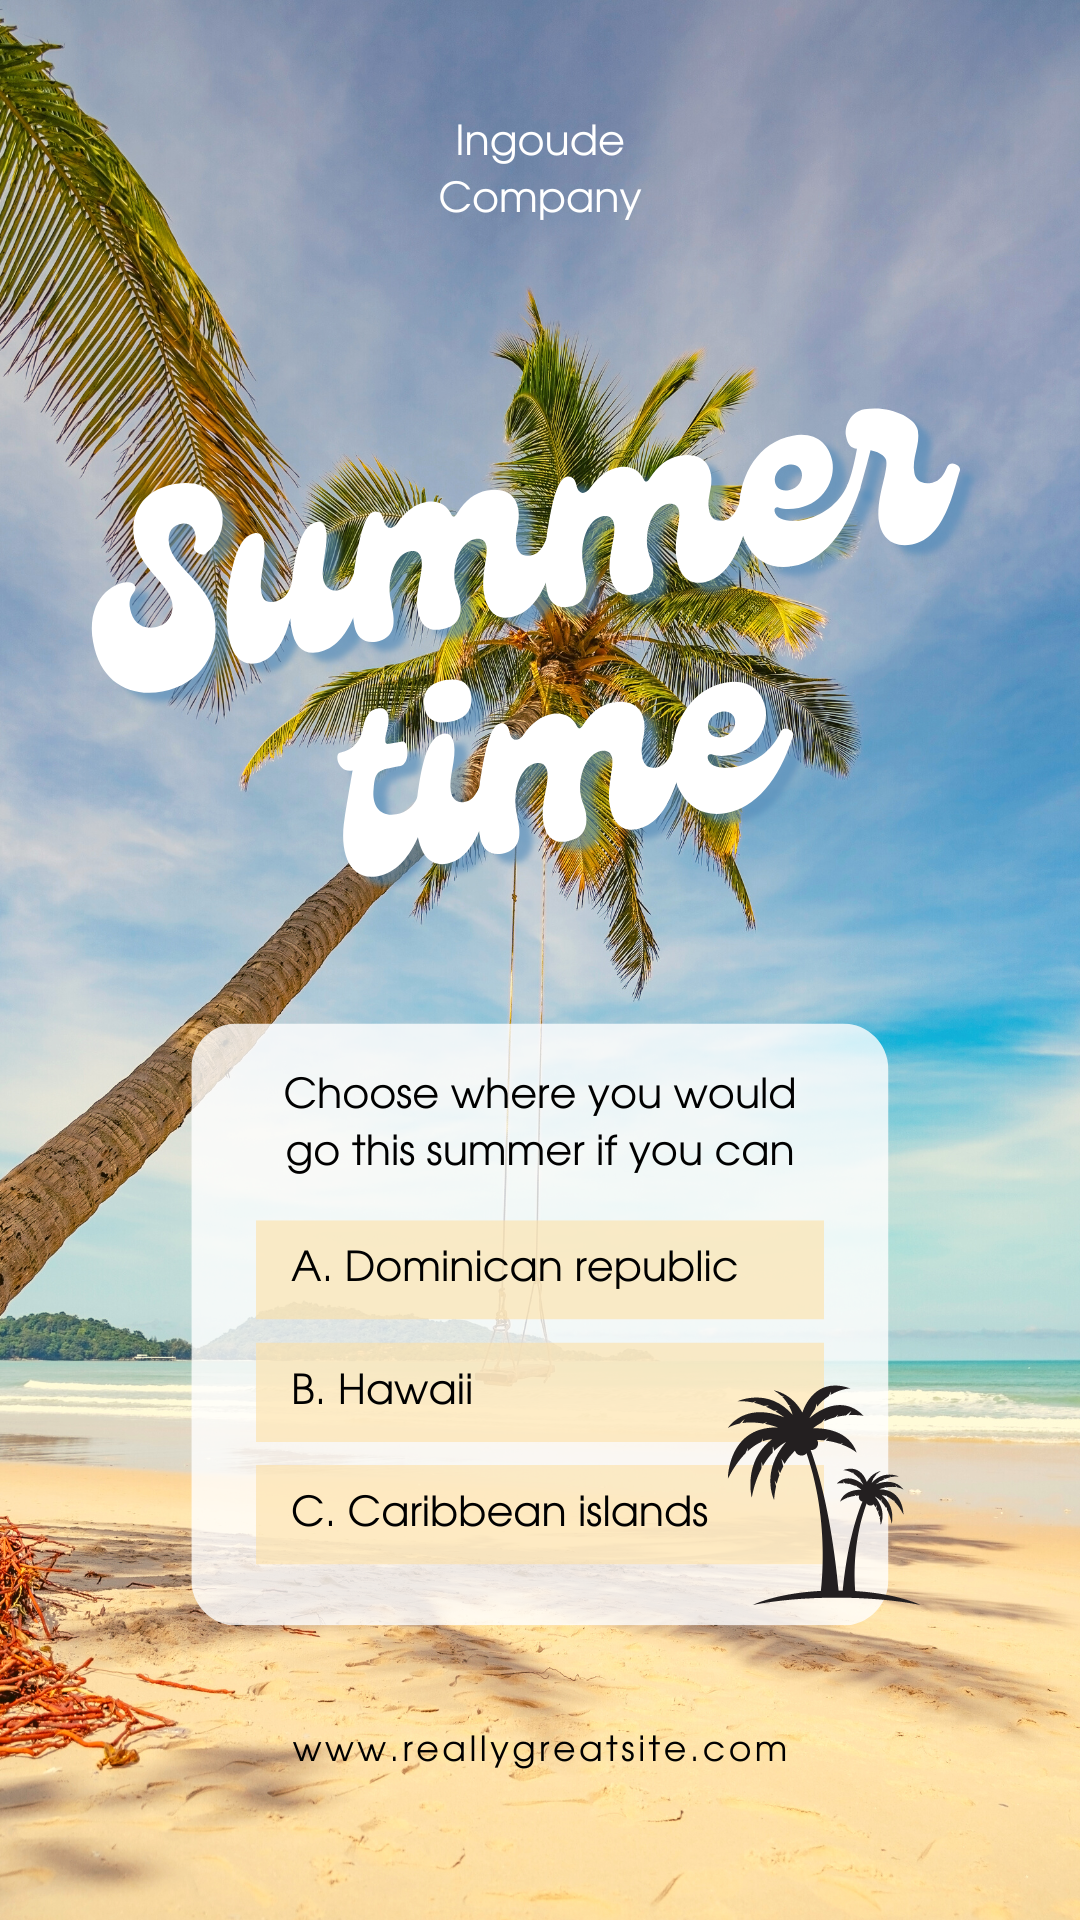 Ingoude
Company
Summer
time
Choose where you would
go this summer if you can
A. Dominican republic
B. Hawaii
C. Caribbean islands
www.reallygreatsite.com